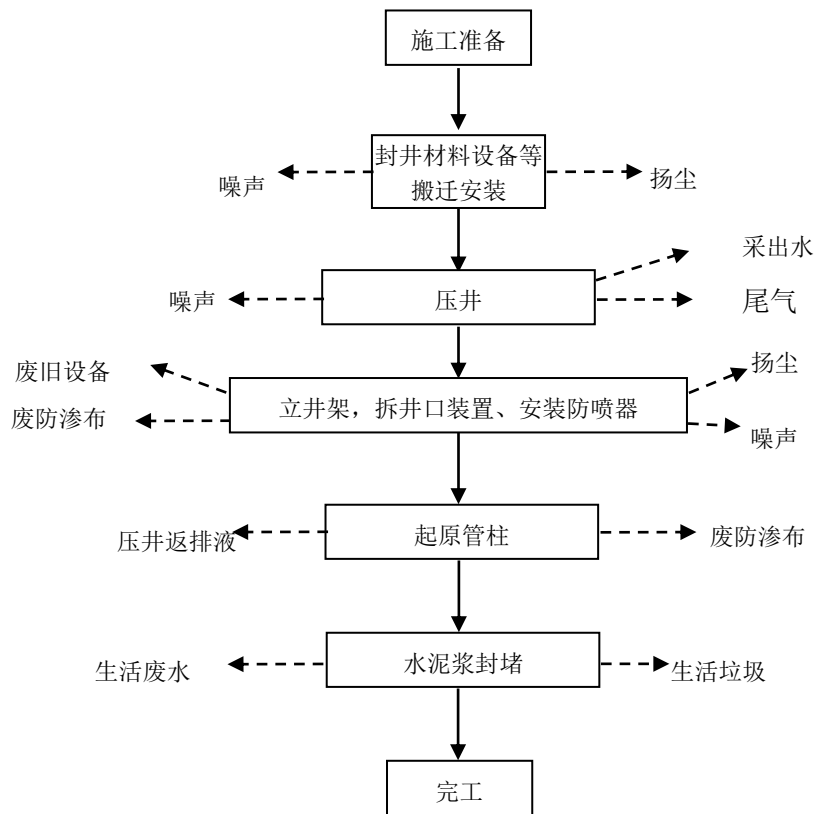 施工准备
封井材料设备等
搬迁安装
噪声
扬尘
采出水
压井
噪声
尾气
废旧设备
扬尘
立井架，拆井口装置、安装防喷器
废防渗布
噪声
压井返排液
起原管柱
废防渗布
生活废水
水泥浆封堵
生活垃圾
完工